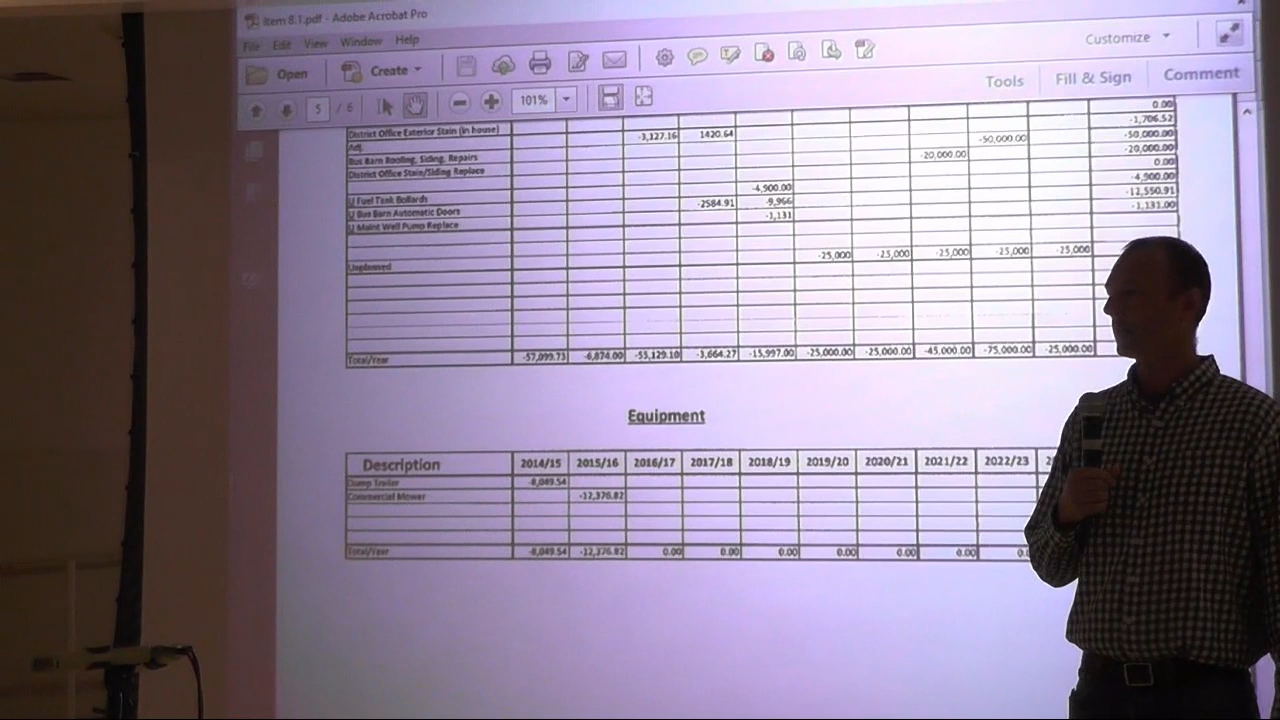 Item 8.1.pdf - Adobe Acrobat Pro
File Edit View Window Help
Open Create Customize
5 / 6 101% Tools Fill & Sign Comment
0.00
District Office Exterior Stain (in house) -3,127.16 1420.64 -1,706.52
Adj. -50,000.00 -50,000.00
Bus Barn Roofing, Siding, Repairs -20,000.00 -20,000.00
District Office Stain/Siding Replace 0.00
-4,900.00 -4,900.00
U Fuel Tank Bollards -2584.91 -9,966 -12,550.91
U Bus Barn Automatic Doors -1,131 -1,131.00
U Maint Well Pump Replace
-25,000 -25,000 -25,000 -25,000 -25,000
Unplanned
Total/Year -57,099.73 -6,874.00 -55,129.10 -3,664.27 -15,997.00 -25,000.00 -25,000.00 -45,000.00 -75,000.00 -25,000.00
Equipment
Description 2014/15 2015/16 2016/17 2017/18 2018/19 2019/20 2020/21 2021/22 2022/23 2
Dump Trailer -8,049.54
Commercial Mower -12,376.82
Total/Year -8,049.54 -12,376.82 0.00 0.00 0.00 0.00 0.00 0.00 0.0